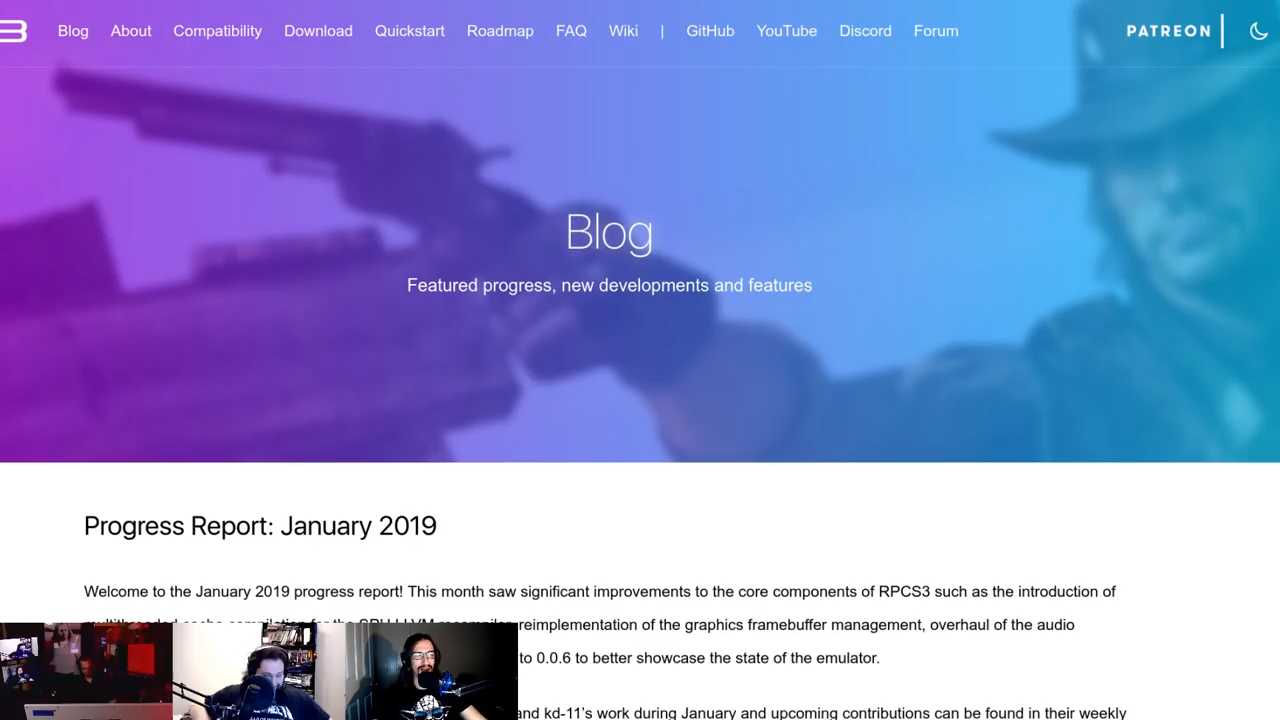 Blog About Compatibility Download Quickstart Roadmap FAQ Wiki | GitHub YouTube Discord Forum PATREON
Blog
Featured progress, new developments and features
Progress Report: January 2019
Welcome to the January 2019 progress report! This month saw significant improvements to the core components of RPCS3 such as the introduction of
multithreaded cache compilation for the SPU LLVM recompiler, reimplementation of the graphics framebuffer management, overhaul of the audio
to 0.0.6 to better showcase the state of the emulator.
and kd-11's work during January and upcoming contributions can be found in their weekly